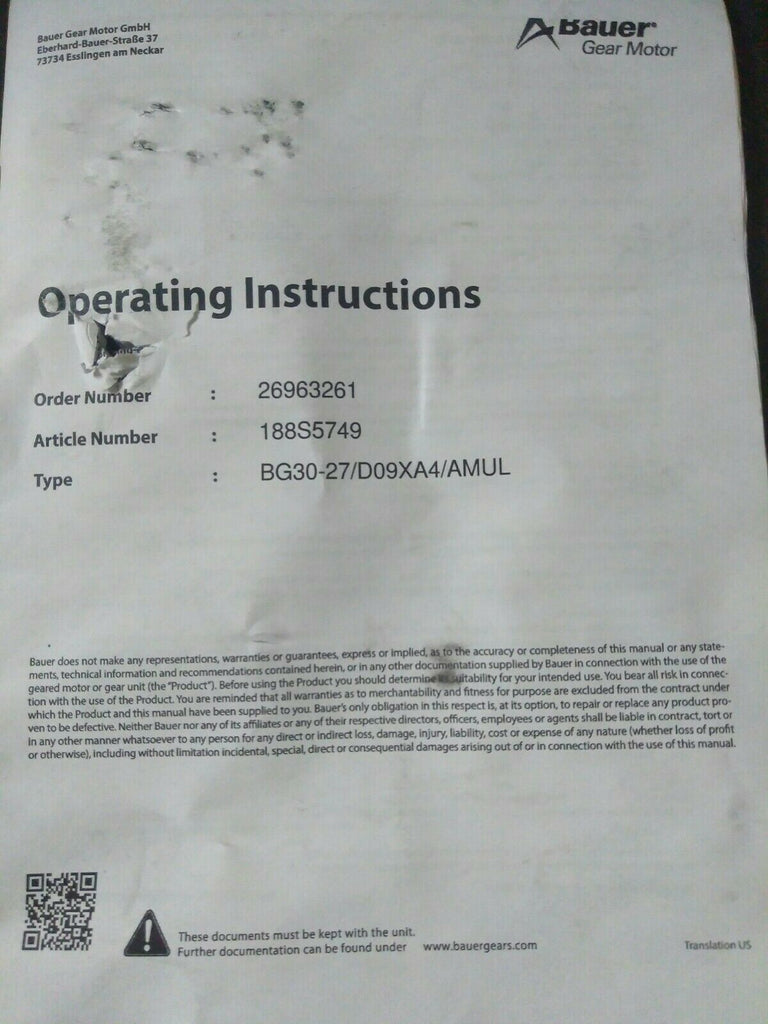 Bauer Gear Motor GmbH
Eberhard-Bauer-Straße 37
73734 Esslingen am Neckar
Bauer
Gear Motor
Operating Instructions
Order Number : 26963261
Article Number : 188S5749
Type : BG30-27/D09XA4/AMUL
Bauer does not make any representations, warranties or guarantees, express or implied, as to the accuracy or completeness of this manual or any state-
ments, technical information and recommendations contained herein, or in any other documentation supplied by Bauer in connection with the use of the
geared motor or gear unit (the "Product"). Before using the Product you should determine its suitability for your intended use. You bear all risk in connec-
tion with the use of the Product. You are reminded that all warranties as to merchantability and fitness for purpose are excluded from the contract under
which the Product and this manual have been supplied to you. Bauer's only obligation in this respect is, at its option, to repair or replace any product pro-
ven to be defective. Neither Bauer nor any of its affiliates or any of their respective directors, officers, employees or agents shall be liable in contract, tort or
in any other manner whatsoever to any person for any direct or indirect loss, damage, injury, liability, cost or expense of any nature (whether loss of profit
or otherwise), including without limitation incidental, special, direct or consequential damages arising out of or in connection with the use of this manual.
These documents must be kept with the unit.
Further documentation can be found under www.bauergears.com
Translation US